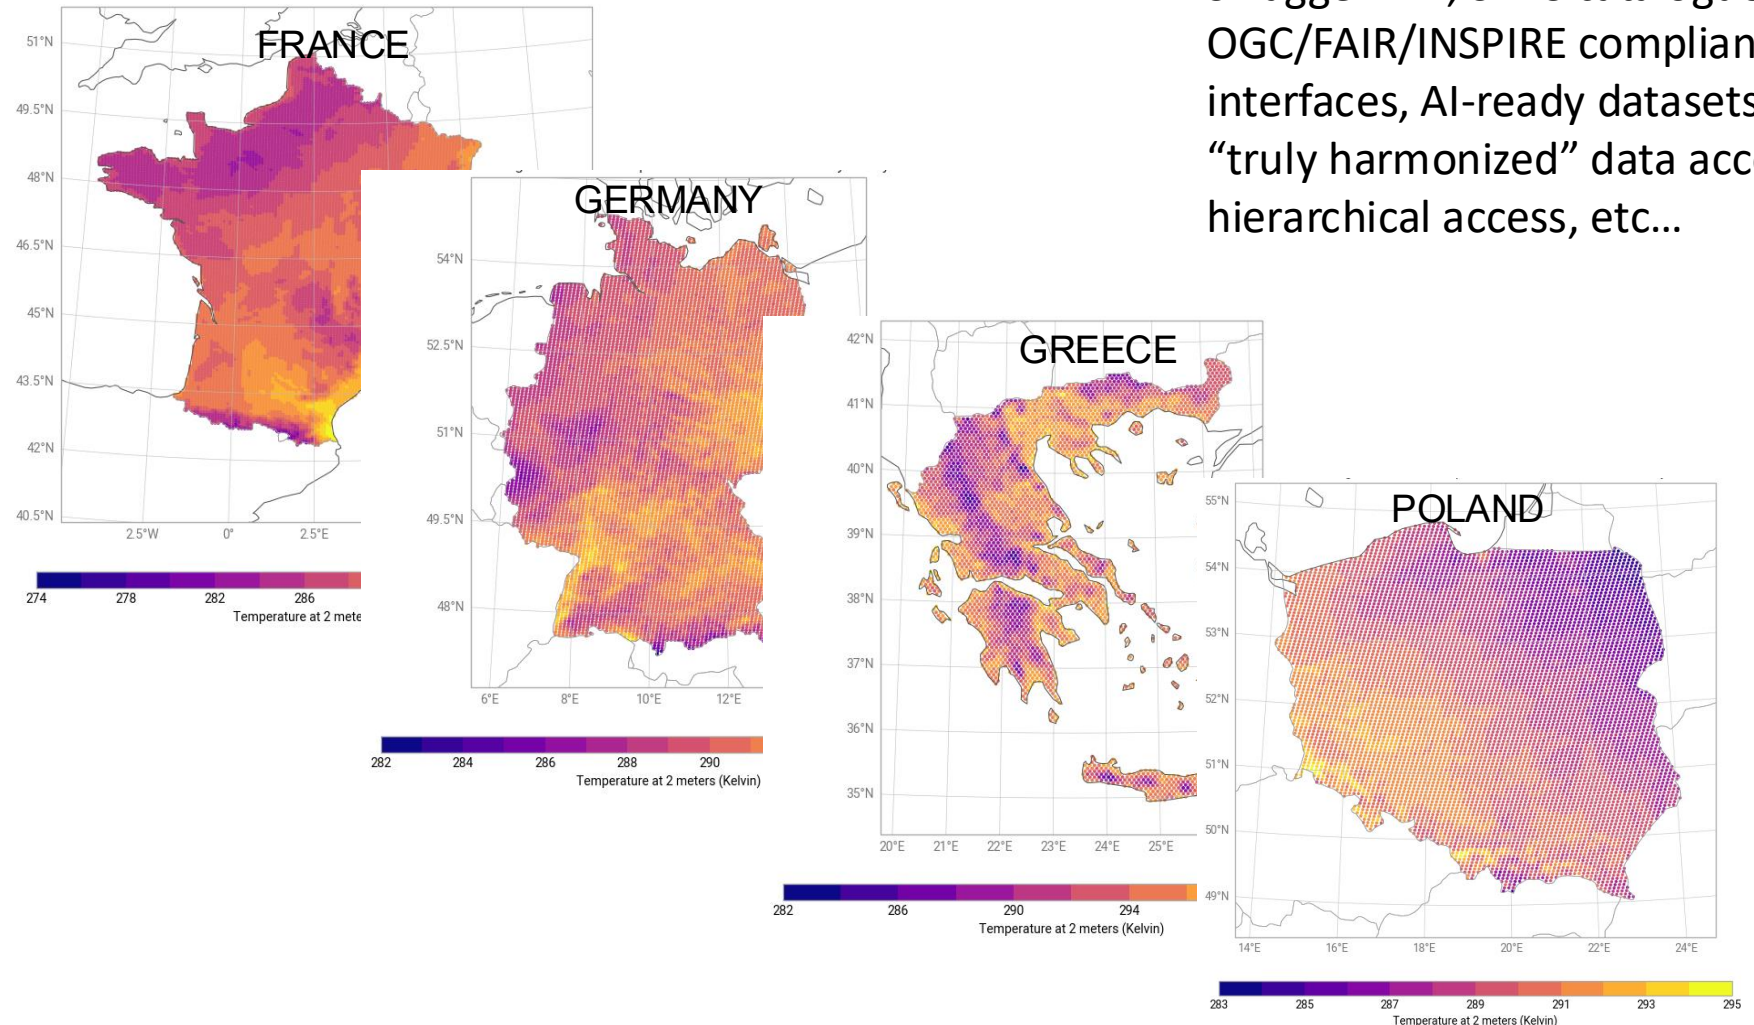 OGC/FAIR/INSPIRE complian
interfaces, AI-ready datasets
“truly harmonized” data acc
hierarchical access, etc...
FRANCE
51°N
49.5°N
48°N
46.5°N
45°N
43.5°N
42°N
40.5°N
2.5°W 0° 2.5°E
274 278 282 286
Temperature at 2 mete
GERMANY
54°N
52.5°N
51°N
49.5°N
48°N
6°E 8°E 10°E 12°E
282 284 286 288 290
Temperature at 2 meters (Kelvin)
GREECE
42°N
41°N
40°N
39°N
38°N
37°N
36°N
35°N
20°E 21°E 22°E 23°E 24°E 25°E
282 286 290 294
Temperature at 2 meters (Kelvin)
POLAND
55°N
54°N
53°N
52°N
51°N
50°N
49°N
14°E 16°E 18°E 20°E 22°E 24°E
283 285 287 289 291 293 295
Temperature at 2 meters (Kelvin)